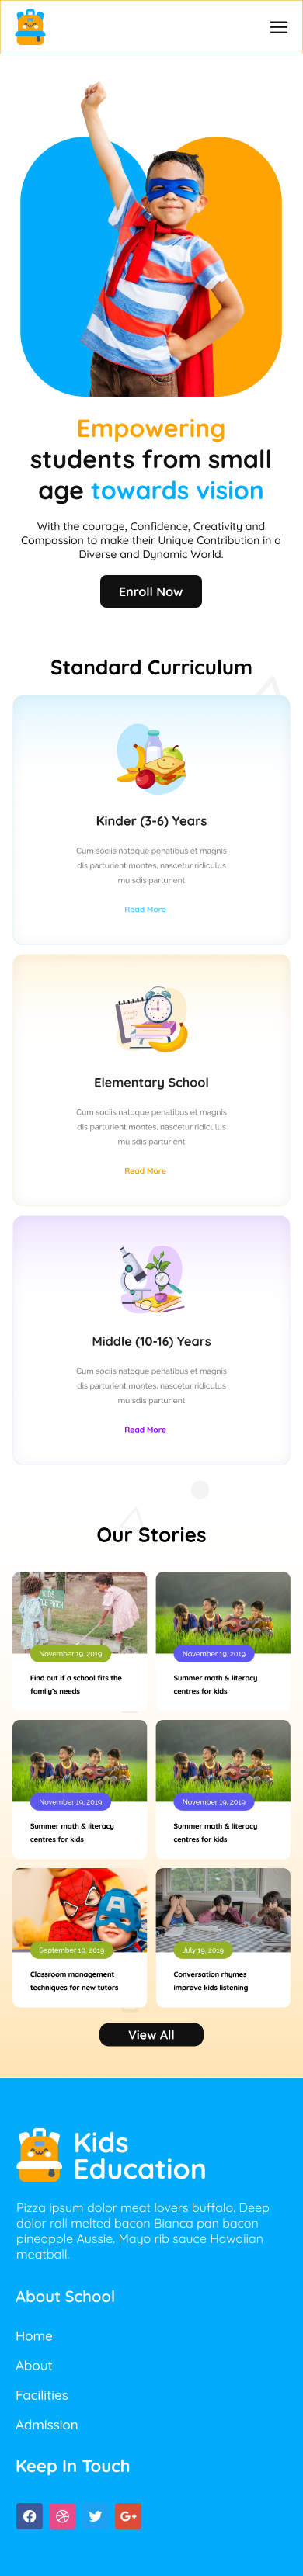 Empowering
students from small
age towards vision
With the courage, Confidence, Creativity and
Compassion to make their Unique Contribution in a
Diverse and Dynamic World.
Enroll Now
Standard Curriculum
Kinder (3-6) Years
Cum sociis natoque penatibus et magnis
dis parturient montes, nascetur ridiculus
mu sdis parturient
Read More
Elementary School
Cum sociis natoque penatibus et magnis
dis parturient montes, nascetur ridiculus
mu sdis parturient
Read More
Middle (10-16) Years
Cum sociis natoque penatibus et magnis
dis parturient montes, nascetur ridiculus
mu sdis parturient
Read More
Our Stories
November 19, 2019
Find out if a school fits the
family's needs
November 19, 2019
Summer math & literacy
centres for kids
November 19, 2019
Summer math & literacy
centres for kids
November 19, 2019
Summer math & literacy
centres for kids
September 10, 2019
Classroom management
techniques for new tutors
July 19, 2019
Conversation rhymes
improve kids listening
View All
Kids
Education
Pizza ipsum dolor meat lovers buffalo. Deep
dolor roll melted bacon Bianca pan bacon
pineapple Aussie. Mayo rib sauce Hawaiian
meatball.
About School
Home
About
Facilities
Admission
Keep In Touch